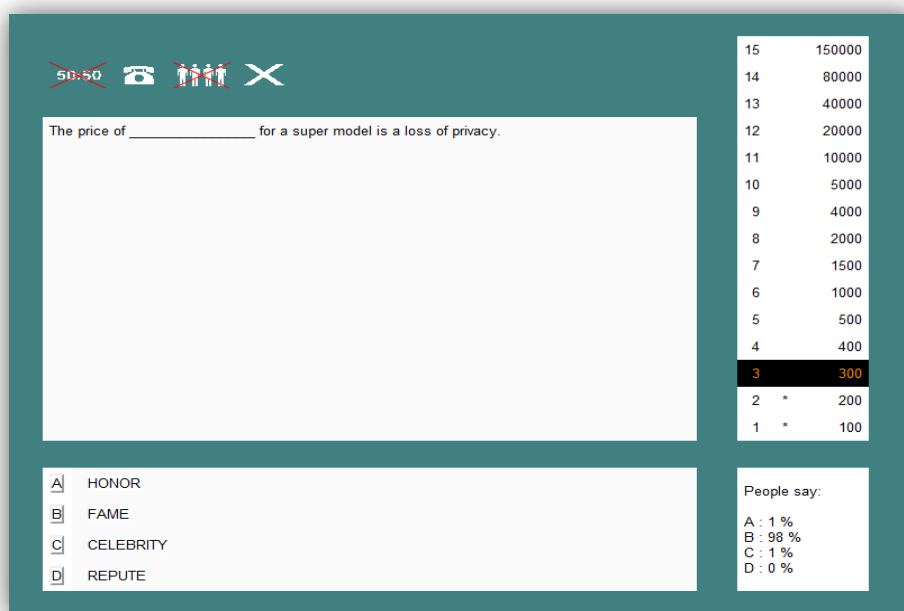 50:50
The price of _________________ for a super model is a loss of privacy.
15 150000
14 80000
13 40000
12 20000
11 10000
10 5000
9 4000
8 2000
7 1500
6 1000
5 500
4 400
3 300
2 * 200
1 * 100
A HONOR
B FAME
C CELEBRITY
D REPUTE
People say:
A : 1 %
B : 98 %
C : 1 %
D : 0 %